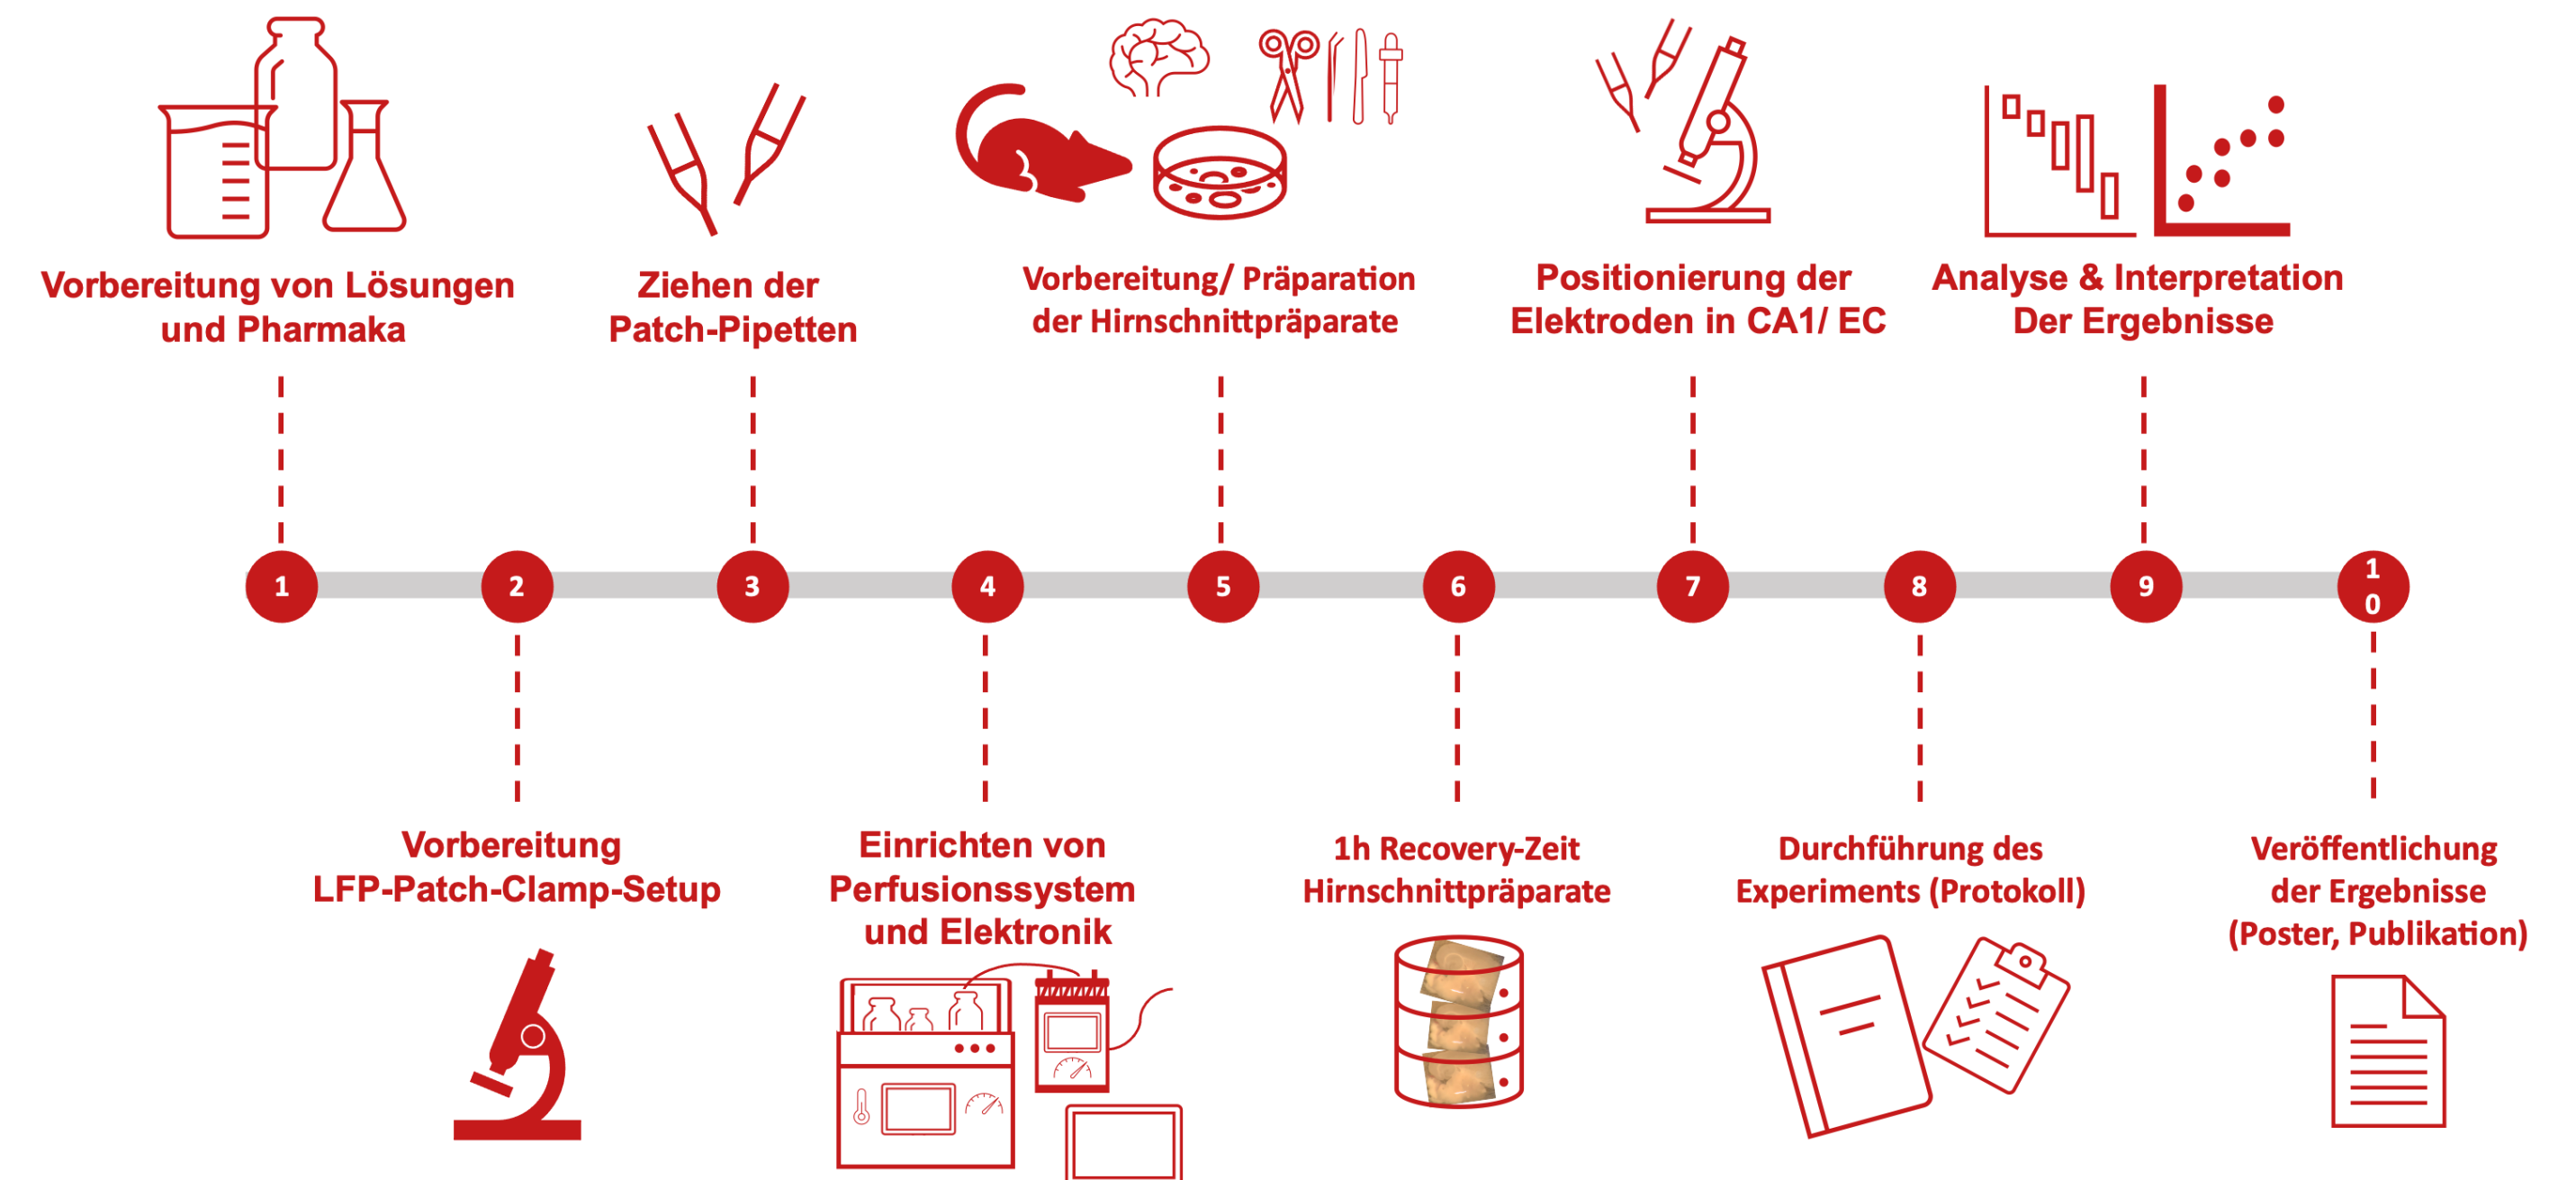 Vorbereitung von Lösungen
und Pharmaka
Ziehen der
Patch-Pipetten
Vorbereitung/ Präparation
der Hirnschnittpräparate
Positionierung der
Elektroden in CA1/ EC
Analyse & Interpretation
Der Ergebnisse
1
2
3
4
5
6
7
8
9
1
0
Vorbereitung
LFP-Patch-Clamp-Setup
Einrichten von
Perfusionssystem
und Elektronik
1h Recovery-Zeit
Hirnschnittpräparate
Durchführung des
Experiments (Protokoll)
Veröffentlichung
der Ergebnisse
(Poster, Publikation)